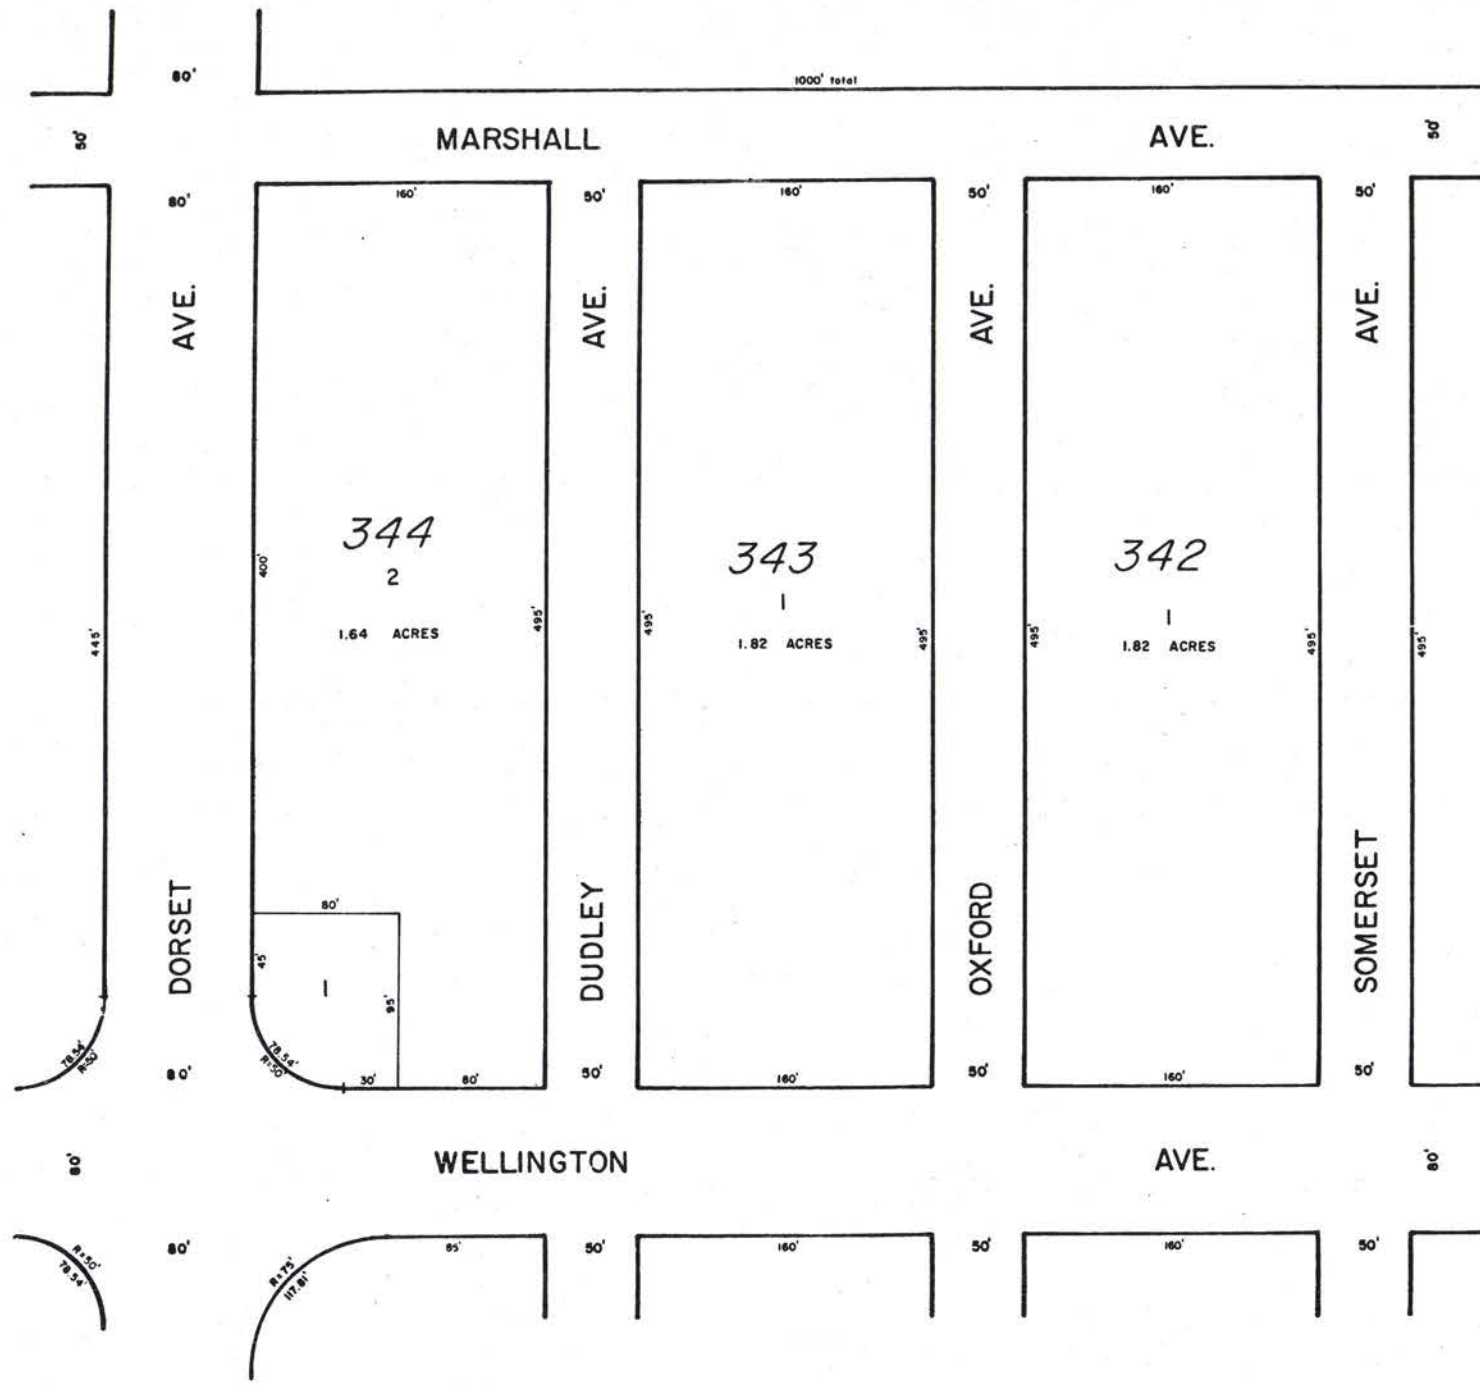 80'
1000' total
50'
MARSHALL AVE.
50'
80'
160'
50'
160'
50'
160'
50'
AVE.
AVE.
AVE.
AVE.
344
2
1.64 ACRES
343
1
1.82 ACRES
342
1
1.82 ACRES
445'
400'
495'
495'
495'
495'
495'
495'
DORSET
DUDLEY
OXFORD
SOMERSET
80'
45'
1
95'
78.54'
R=50'
80'
78.54'
R=50'
30'
80'
50'
160'
50'
160'
50'
80'
WELLINGTON AVE.
80'
R=50'
78.54'
80'
R=75'
117.81'
85'
50'
160'
50'
160'
50'